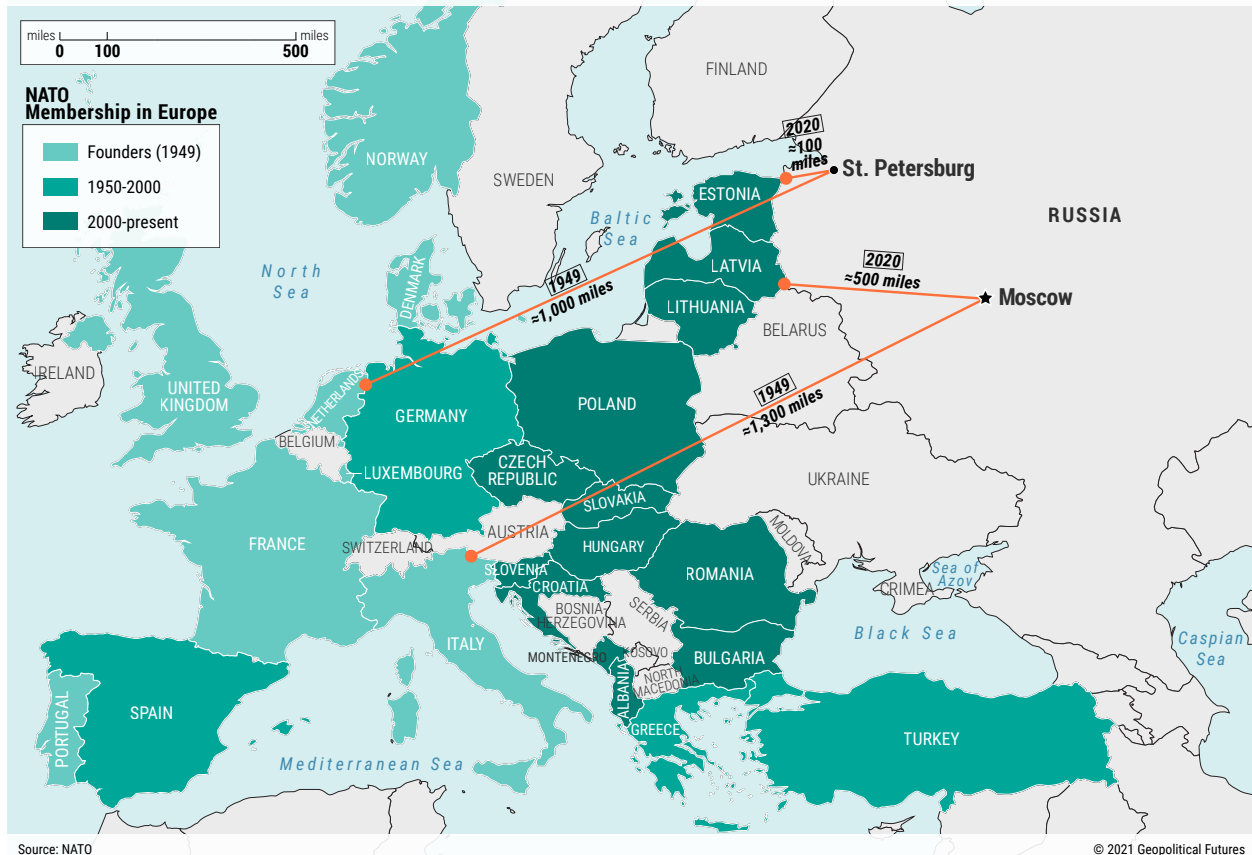 miles
miles
0
100
500
NATO
Membership in Europe
Founders (1949)
1950-2000
2000-present
FINLAND
NORWAY
SWEDEN
2020
≈100
miles
St. Petersburg
ESTONIA
RUSSIA
Baltic
Sea
North
Sea
DENMARK
LATVIA
2020
≈500 miles
Moscow
1949
≈1,000 miles
LITHUANIA
BELARUS
IRELAND
UNITED
KINGDOM
NETHERLANDS
BELGIUM
GERMANY
POLAND
1949
≈1,300 miles
LUXEMBOURG
CZECH
REPUBLIC
SLOVAKIA
UKRAINE
FRANCE
SWITZERLAND
AUSTRIA
HUNGARY
MOLDOVA
SLOVENIA
CROATIA
ROMANIA
Sea of
Azov
CRIMEA
BOSNIA-
HERZEGOVINA
SERBIA
ITALY
MONTENEGRO
KOSOVO
BULGARIA
Black Sea
Caspian
Sea
NORTH
MACEDONIA
ALBANIA
PORTUGAL
SPAIN
GREECE
TURKEY
Mediterranean Sea
Source: NATO
© 2021 Geopolitical Futures